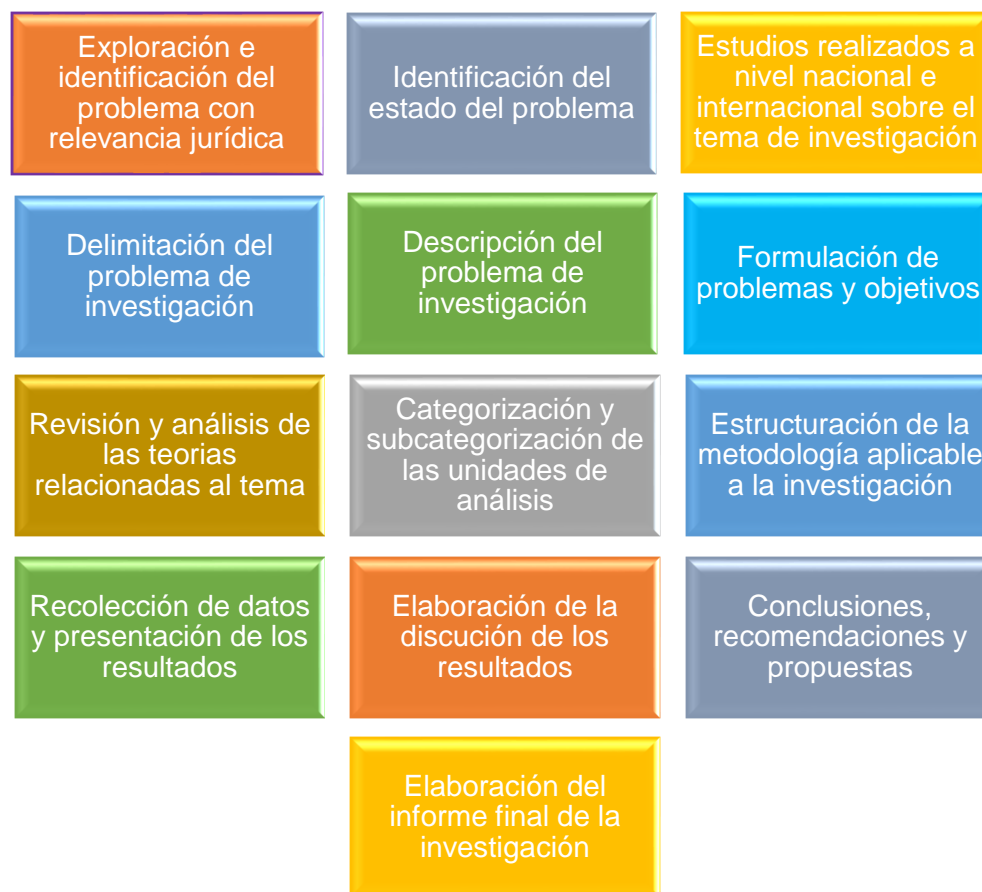 Exploración e
identificación del
problema con
relevancia jurídica
Identificación del
estado del problema
Estudios realizados a
nivel nacional e
internacional sobre el
tema de investigación
Delimitación del
problema de
investigación
Descripción del
problema de
investigación
Formulación de
problemas y objetivos
Revisión y análisis de
las teorias
relacionadas al tema
Categorización y
subcategorización de
las unidades de
análisis
Estructuración de la
metodología aplicable
a la investigación
Recolección de datos
y presentación de los
resultados
Elaboración de la
discución de los
resultados
Conclusiones,
recomendaciones y
propuestas
Elaboración del
informe final de la
investigación